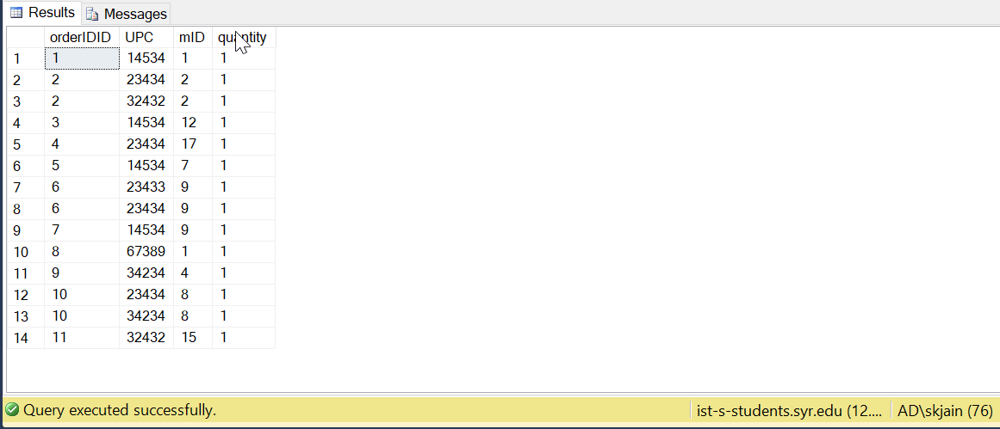 Results Messages
orderIDID UPC mID quantity
1 1 14534 1 1
2 2 23434 2 1
3 2 32432 2 1
4 3 14534 12 1
5 4 23434 17 1
6 5 14534 7 1
7 6 23433 9 1
8 6 23434 9 1
9 7 14534 9 1
10 8 67389 1 1
11 9 34234 4 1
12 10 23434 8 1
13 10 34234 8 1
14 11 32432 15 1
Query executed successfully. ist-s-students.syr.edu (12.... AD\skjain (76)